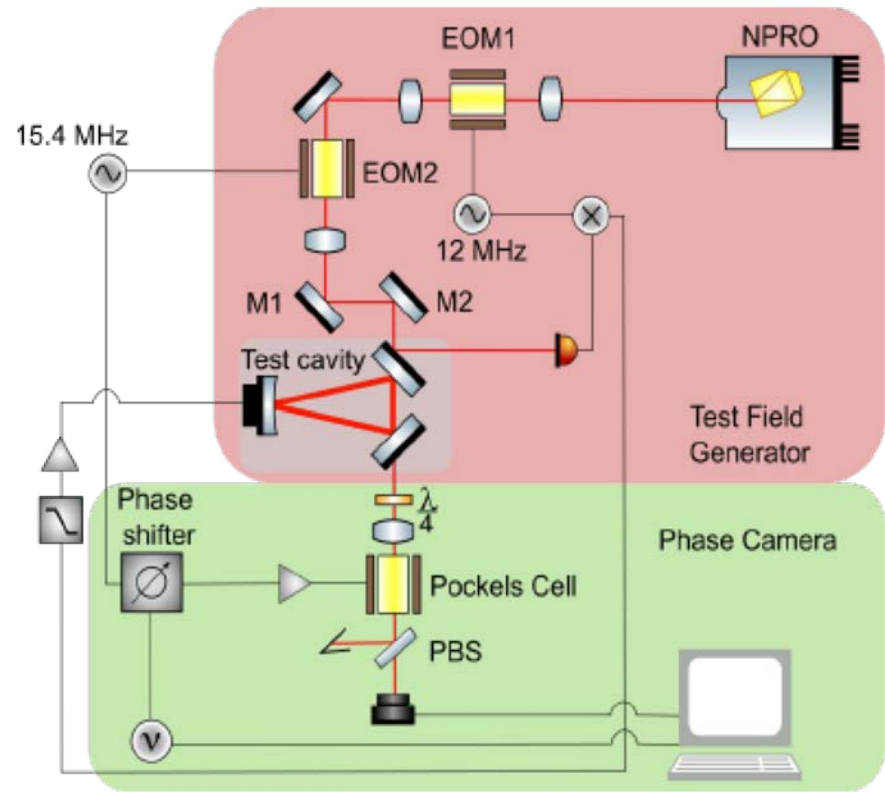 EOM1
NPRO
15.4 MHz
EOM2
12 MHz
M1
M2
Test cavity
Test Field
Generator
λ
4
Phase
shifter
Phase Camera
Pockels Cell
PBS
ν